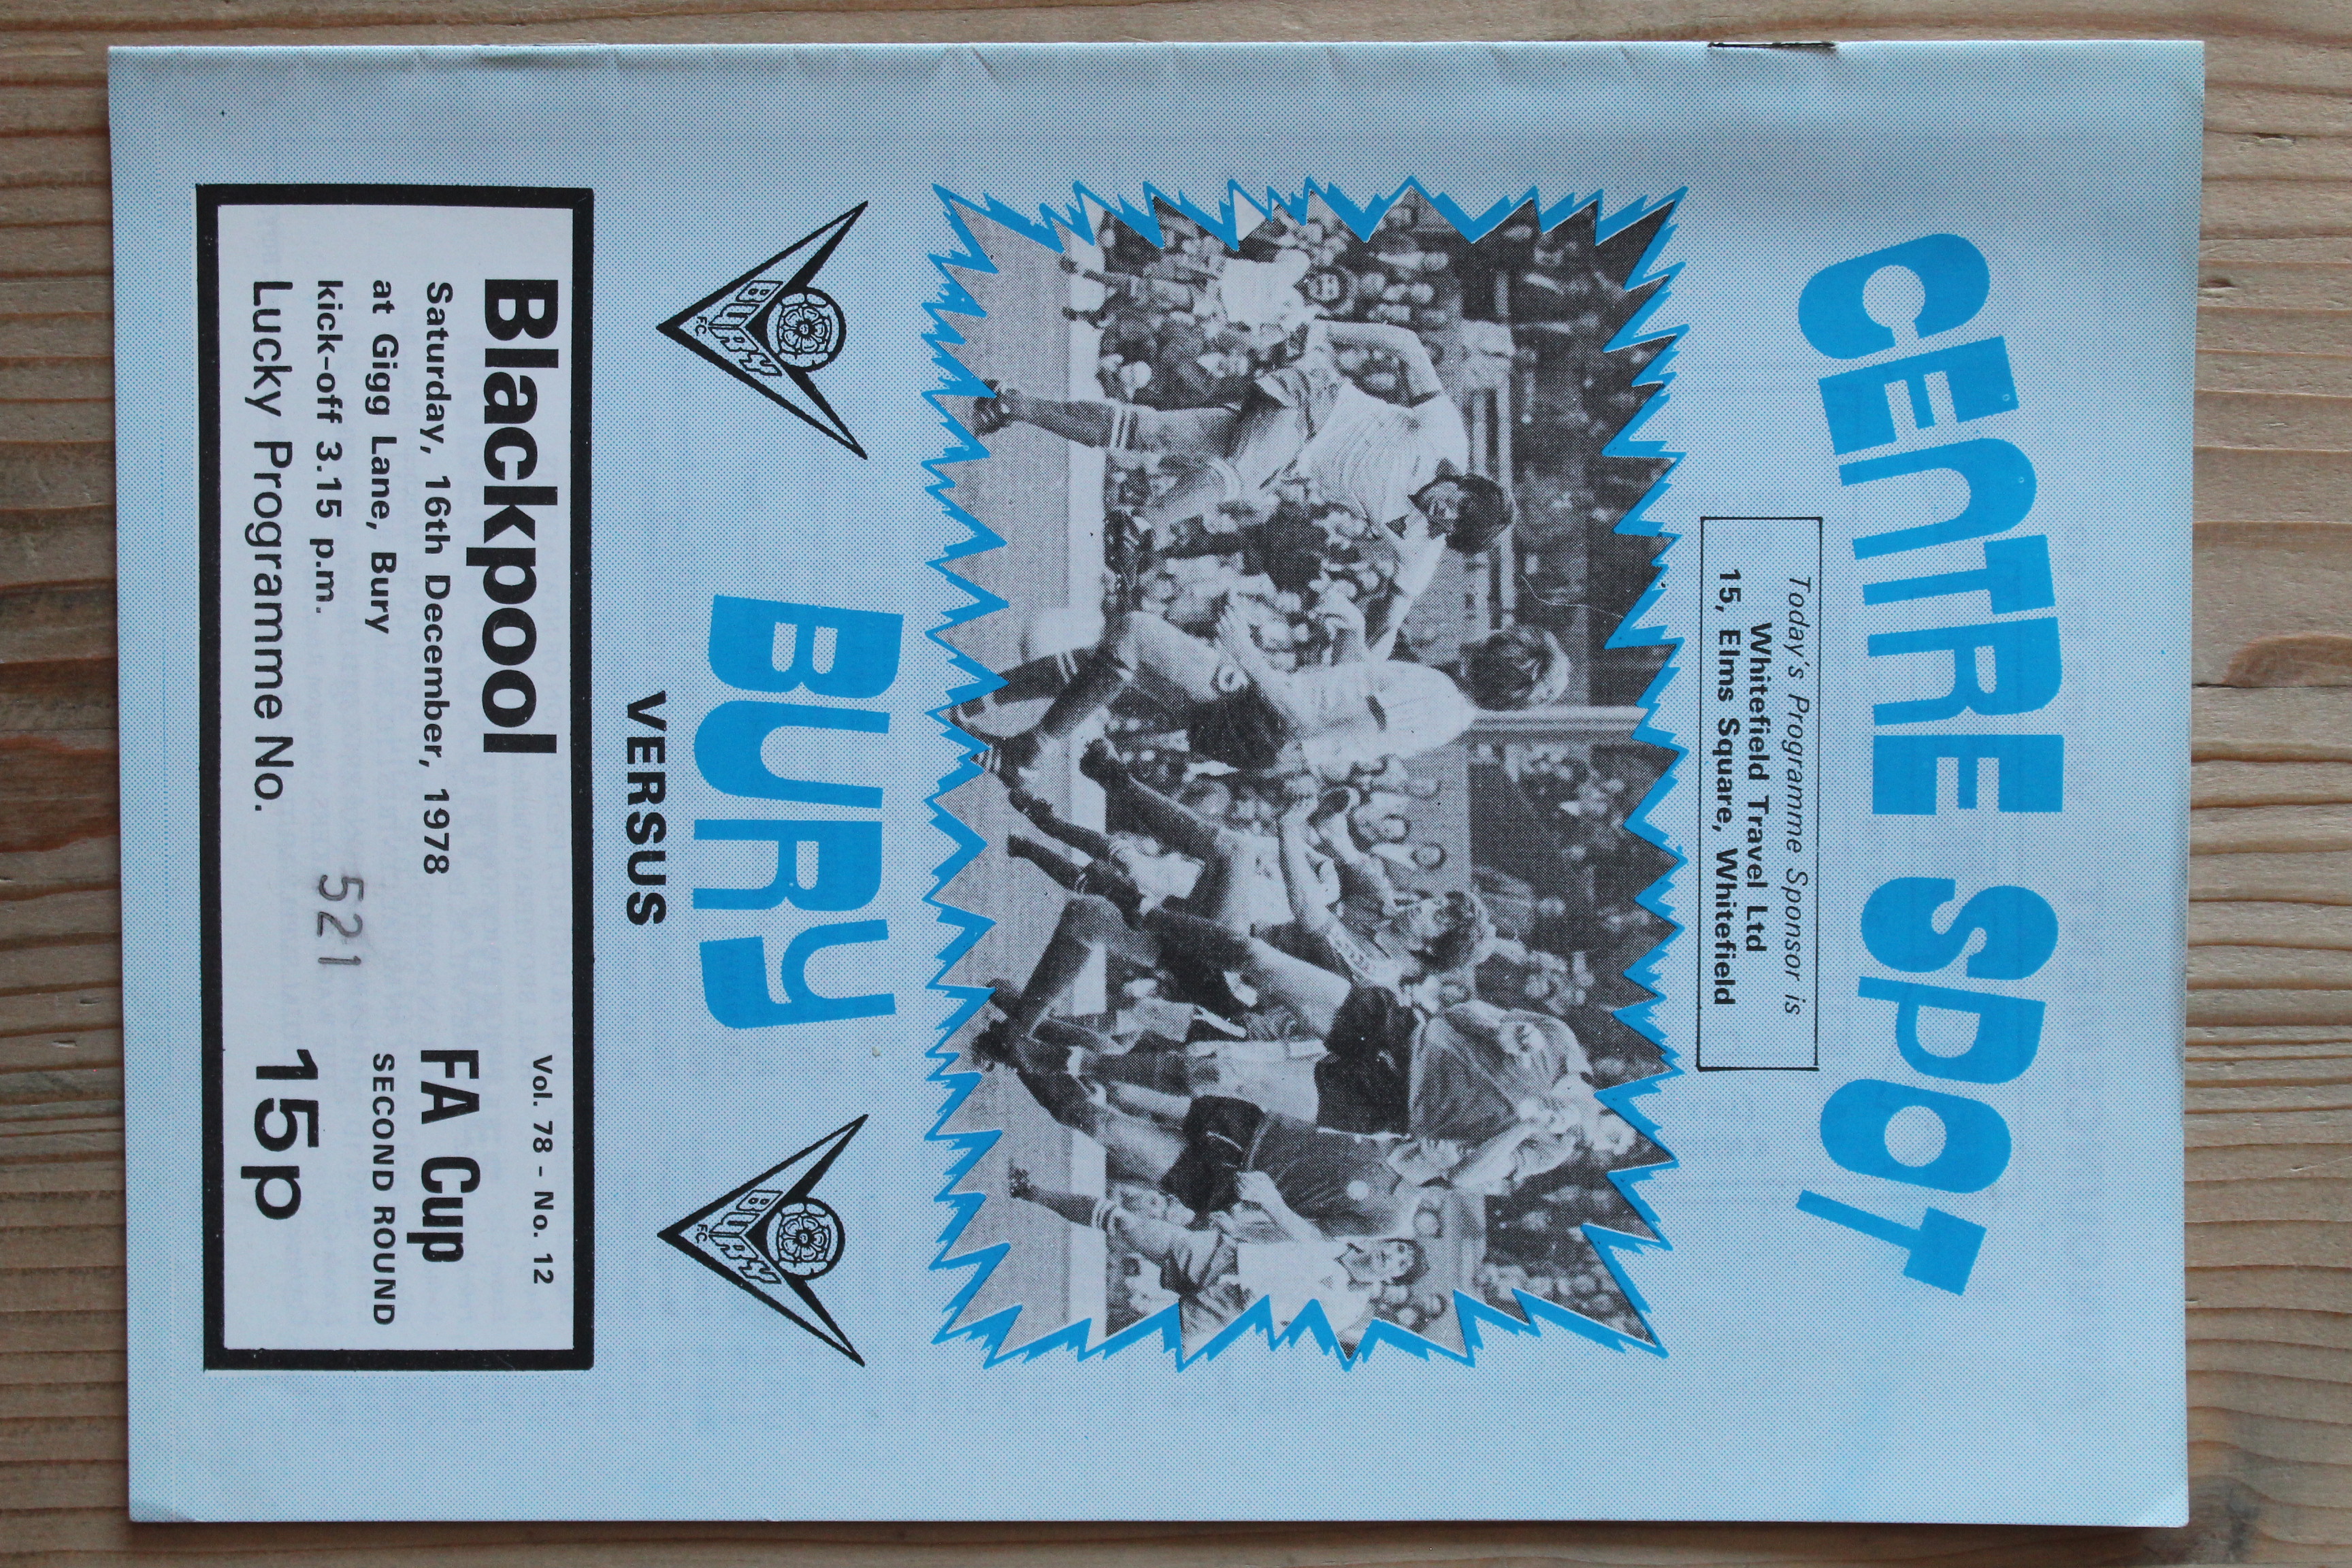 CENTRE SPOT
Today's Programme Sponsor is
Whitefield Travel Ltd
15, Elms Square, Whitefield
BURY
BURY
F.C.
BURY
F.C.
VERSUS
Blackpool
Saturday, 16th December, 1978
at Gigg Lane, Bury
kick-off 3.15 p.m.
Lucky Programme No.
521
Vol. 78 - No. 12
FA Cup
SECOND ROUND
15p